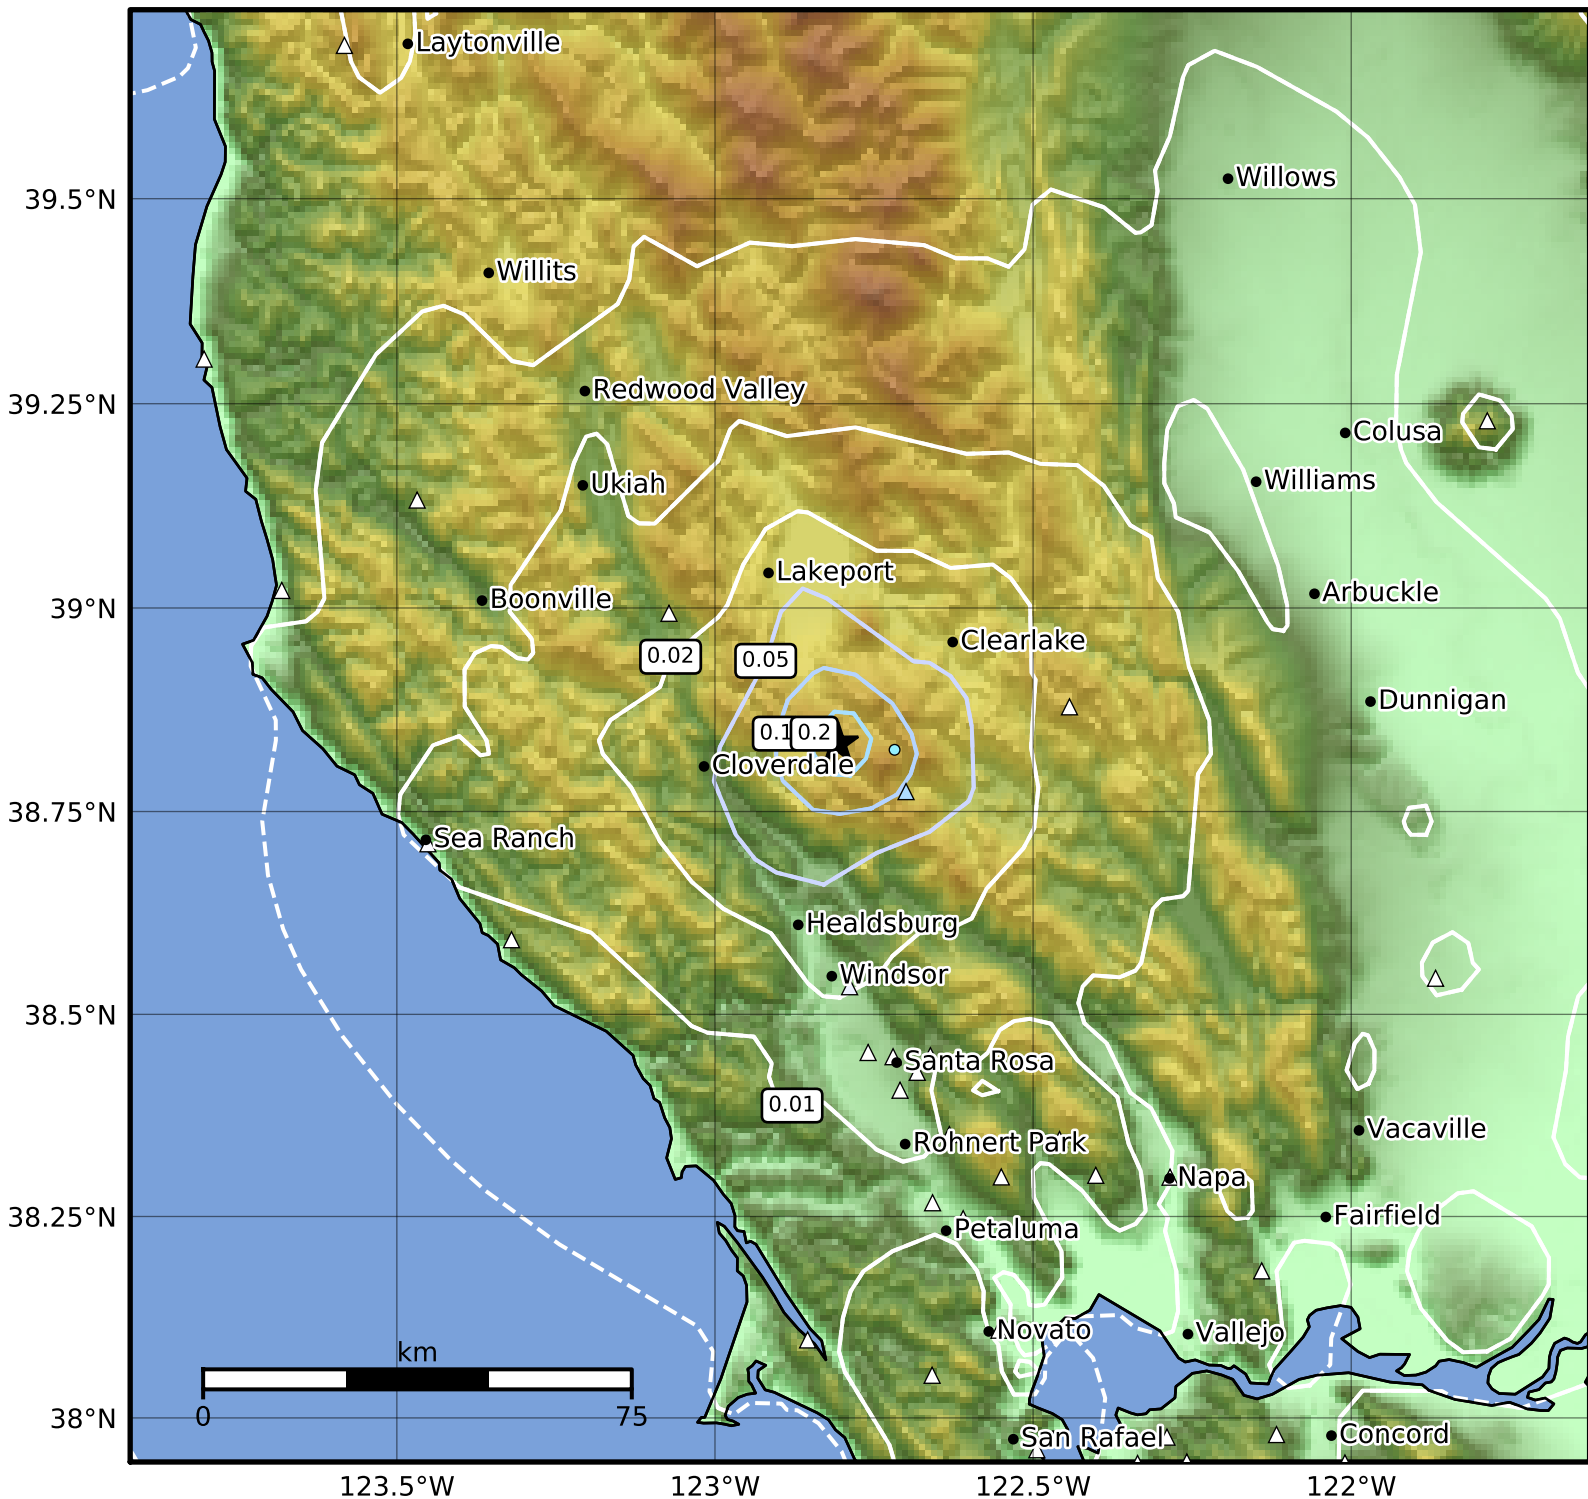 Laytonville
Willows
39.5°N
Willits
Redwood Valley
39.25°N
Colusa
Ukiah
Williams
Lakeport
Arbuckle
39°N
Boonville
Clearlake
0.02
0.05
Dunnigan
0.1
0.2
Cloverdale
38.75°N
Sea Ranch
Healdsburg
Windsor
38.5°N
Santa Rosa
0.01
Vacaville
Rohnert Park
Napa
38.25°N
Fairfield
Petaluma
Novato
Vallejo
km
0
75
38°N
San Rafael
Concord
123.5°W
123°W
122.5°W
122°W